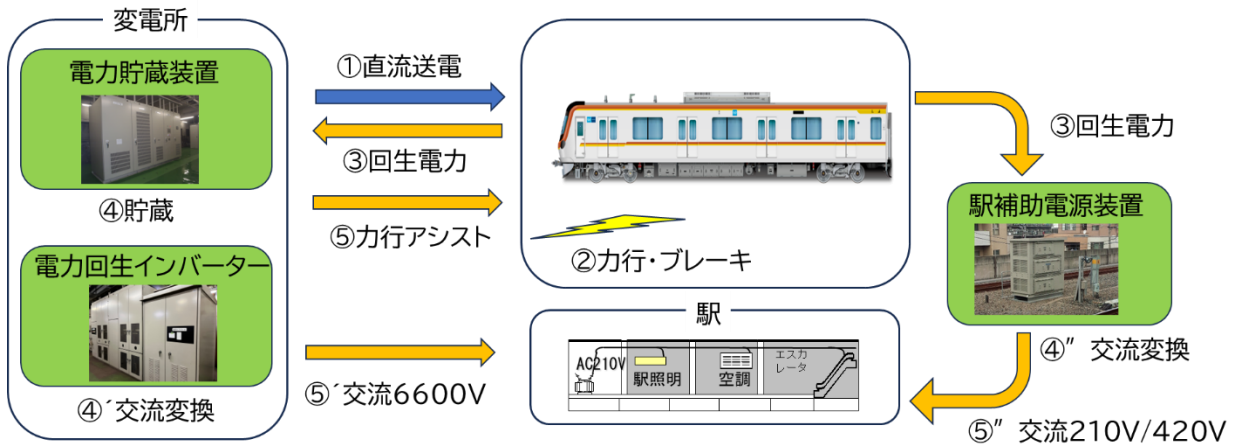 変電所
電力貯蔵装置
④貯蔵
電力回生インバーター
④´交流変換
①直流送電
③回生電力
⑤力行アシスト
⑤´交流6600V
②力行・ブレーキ
駅
AC210V
駅照明
空調
エスカ
レータ
③回生電力
駅補助電源装置
④” 交流変換
⑤” 交流210V/420V